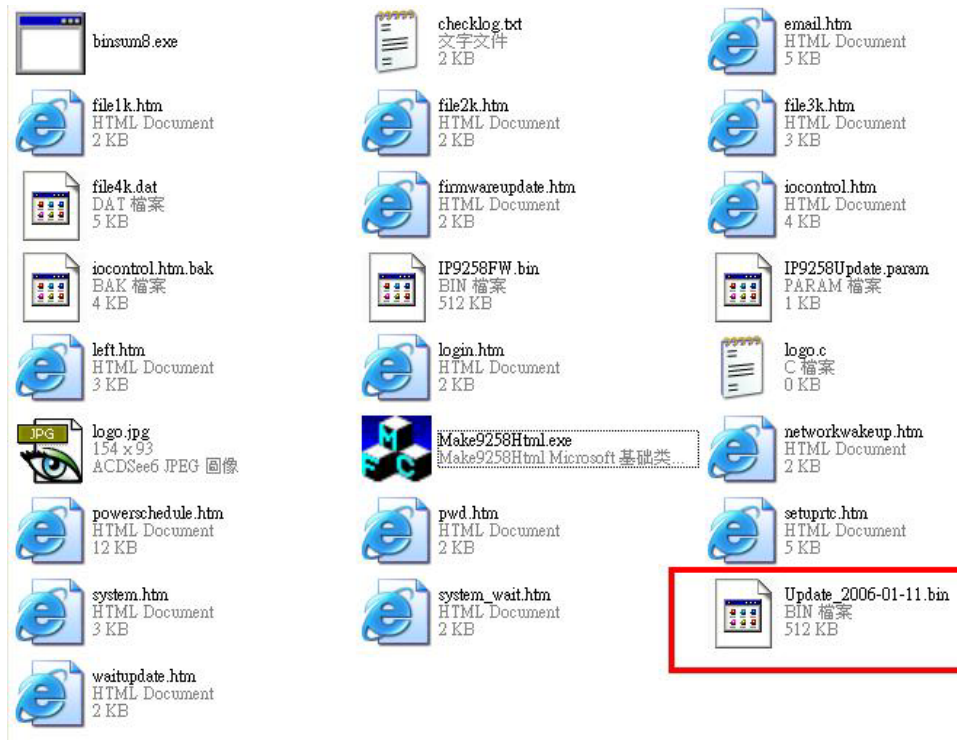 binsum8.exe
checklog.txt
文字文件
2 KB
email.htm
HTML Document
5 KB
file1k.htm
HTML Document
2 KB
file2k.htm
HTML Document
2 KB
file3k.htm
HTML Document
3 KB
file4k.dat
DAT 檔案
5 KB
firmwareupdate.htm
HTML Document
2 KB
iocontrol.htm
HTML Document
4 KB
iocontrol.htm.bak
BAK 檔案
4 KB
IP9258FW.bin
BIN 檔案
512 KB
IP9258Update.param
PARAM 檔案
1 KB
left.htm
HTML Document
3 KB
login.htm
HTML Document
2 KB
logo.c
C 檔案
0 KB
JPG
logo.jpg
154 x 93
ACDSee6 JPEG 圖像
M
F C
Make9258Html.exe
Make9258Html Microsoft 基础类...
networkwakeup.htm
HTML Document
2 KB
powerschedule.htm
HTML Document
12 KB
pwd.htm
HTML Document
2 KB
setuprtc.htm
HTML Document
5 KB
system.htm
HTML Document
3 KB
system_wait.htm
HTML Document
2 KB
Update_2006-01-11.bin
BIN 檔案
512 KB
waitupdate.htm
HTML Document
2 KB